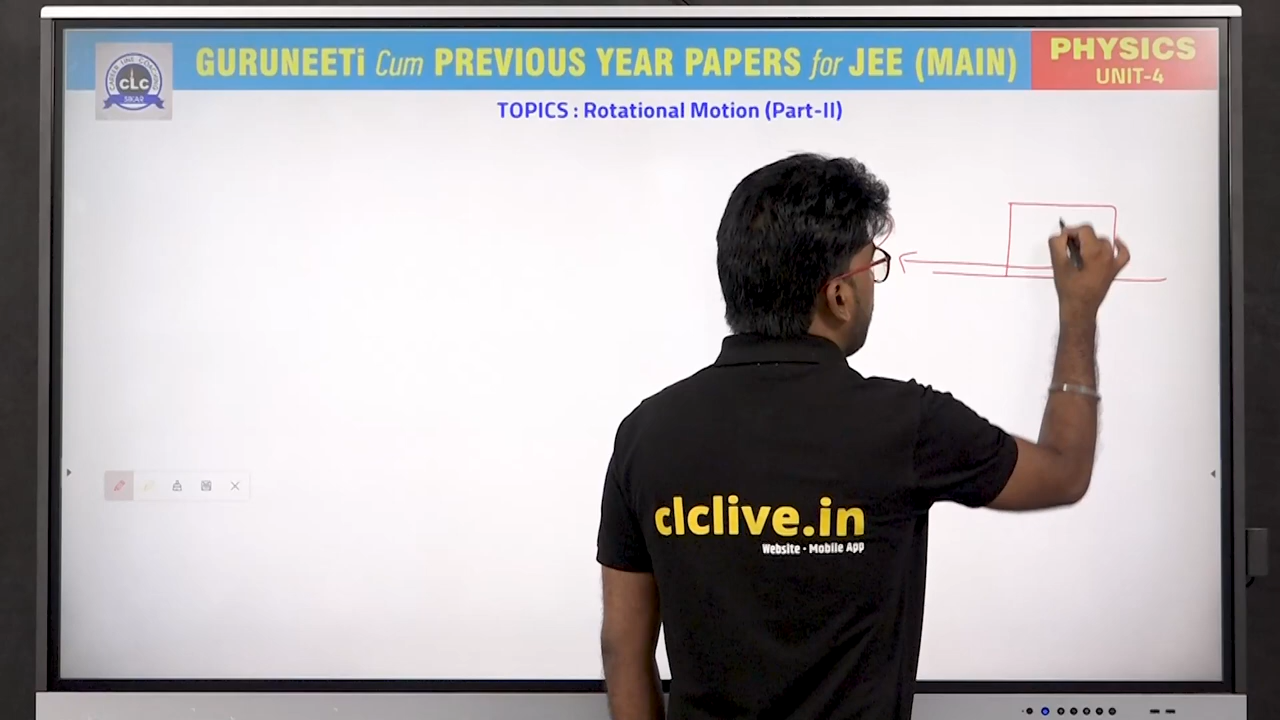 GURUNEETi Cum PREVIOUS YEAR PAPERS for JEE (MAIN)
PHYSICS
UNIT-4
CLC
SIKAR
TOPICS : Rotational Motion (Part-II)
clclive.in
Website - Mobile App